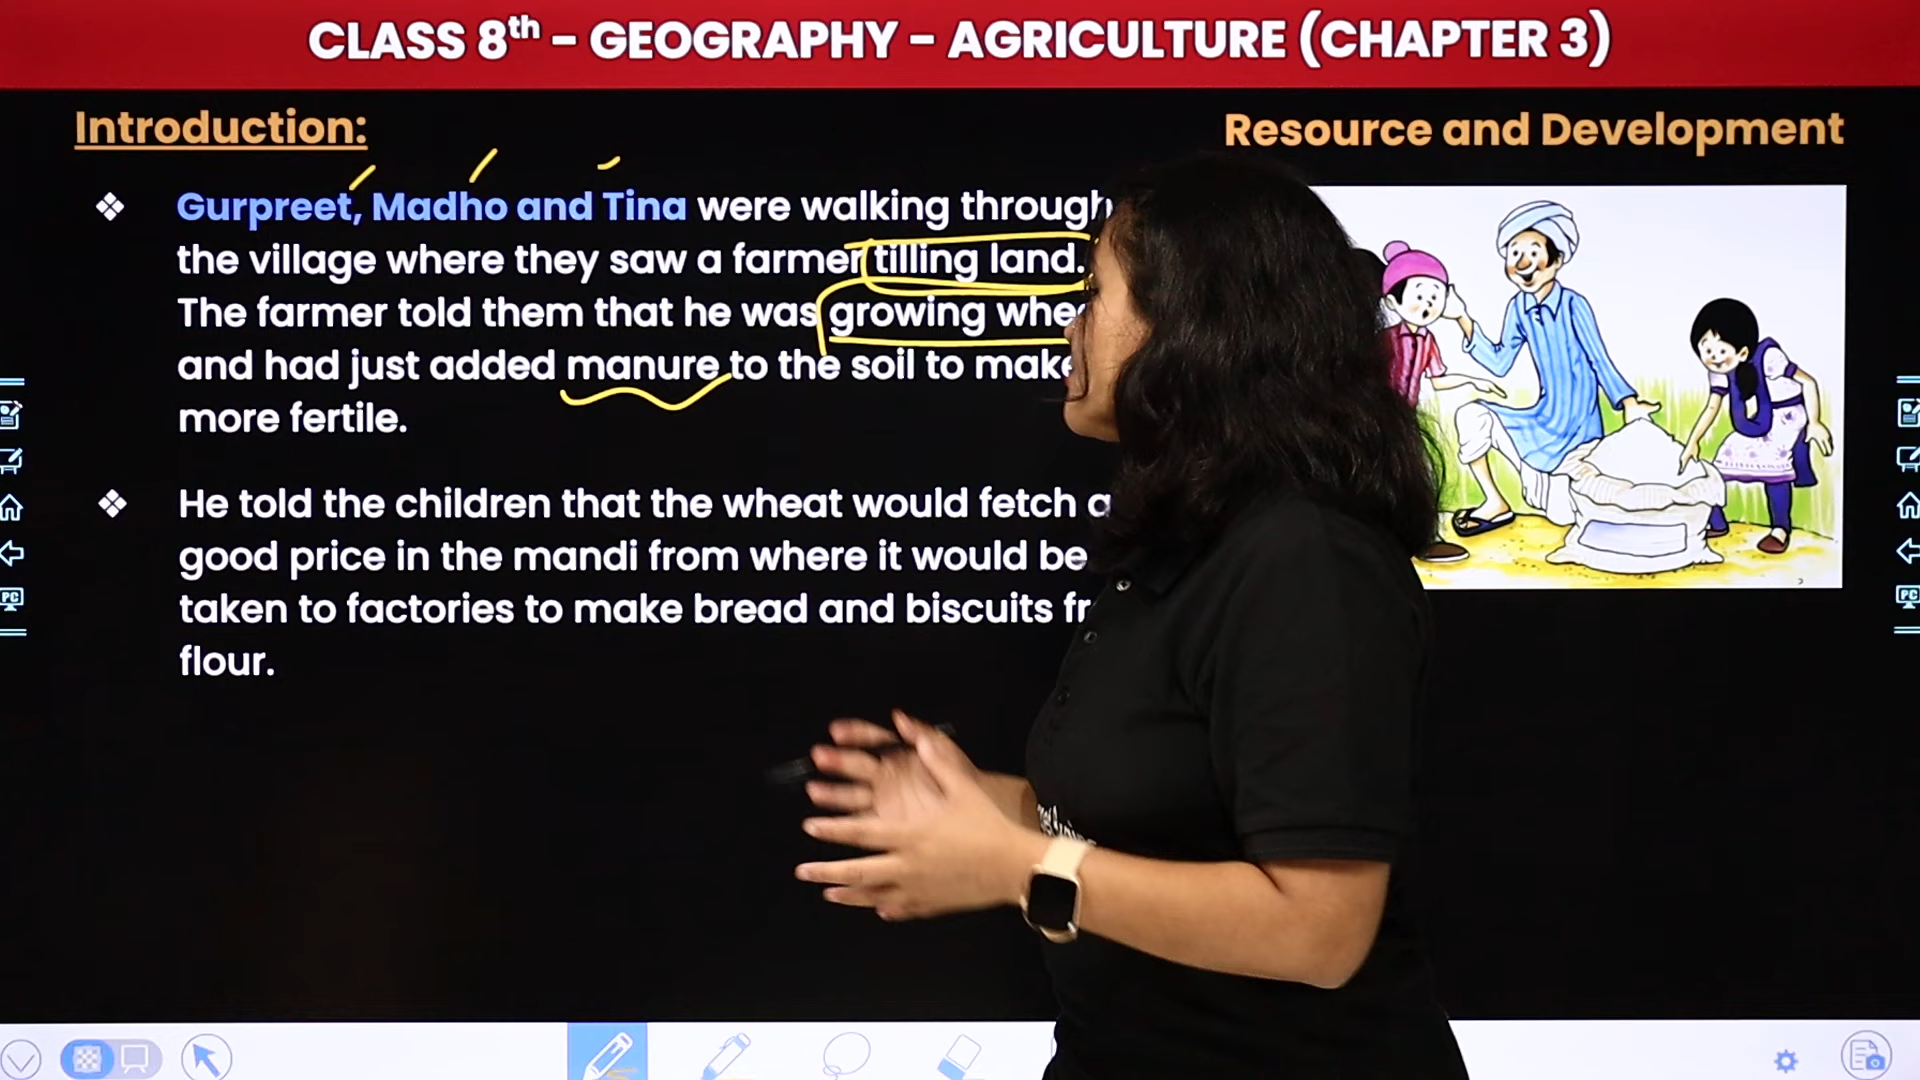 CLASS 8th – GEOGRAPHY – AGRICULTURE (CHAPTER 3)
Introduction:
Resource and Development
❖ Gurpreet, Madho and Tina were walking through
the village where they saw a farmer tilling land.
The farmer told them that he was growing
and had just added manure to the soil to make
more fertile.
❖ He told the children that the wheat would fetch a
good price in the mandi from where it would be
taken to factories to make bread and biscuits
flour.
PC
PC